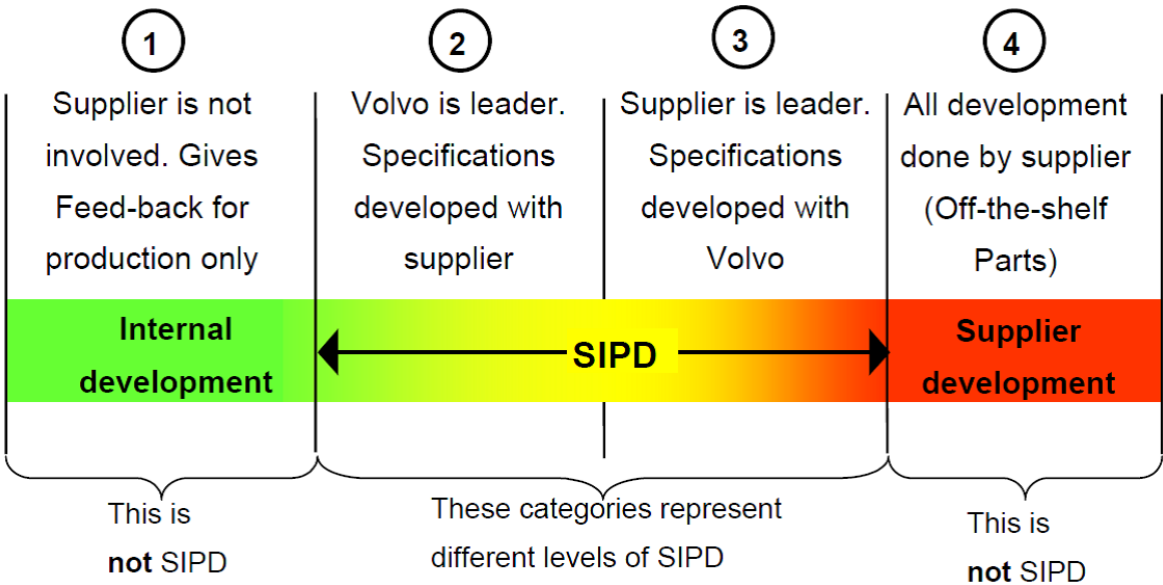 1
Supplier is not
involved. Gives
Feed-back for
production only
2
Volvo is leader.
Specifications
developed with
supplier
3
Supplier is leader.
Specifications
developed with
Volvo
4
All development
done by supplier
(Off-the-shelf
Parts)
Internal
development
SIPD
Supplier
development
This is
not SIPD
These categories represent
different levels of SIPD
This is
not SIPD